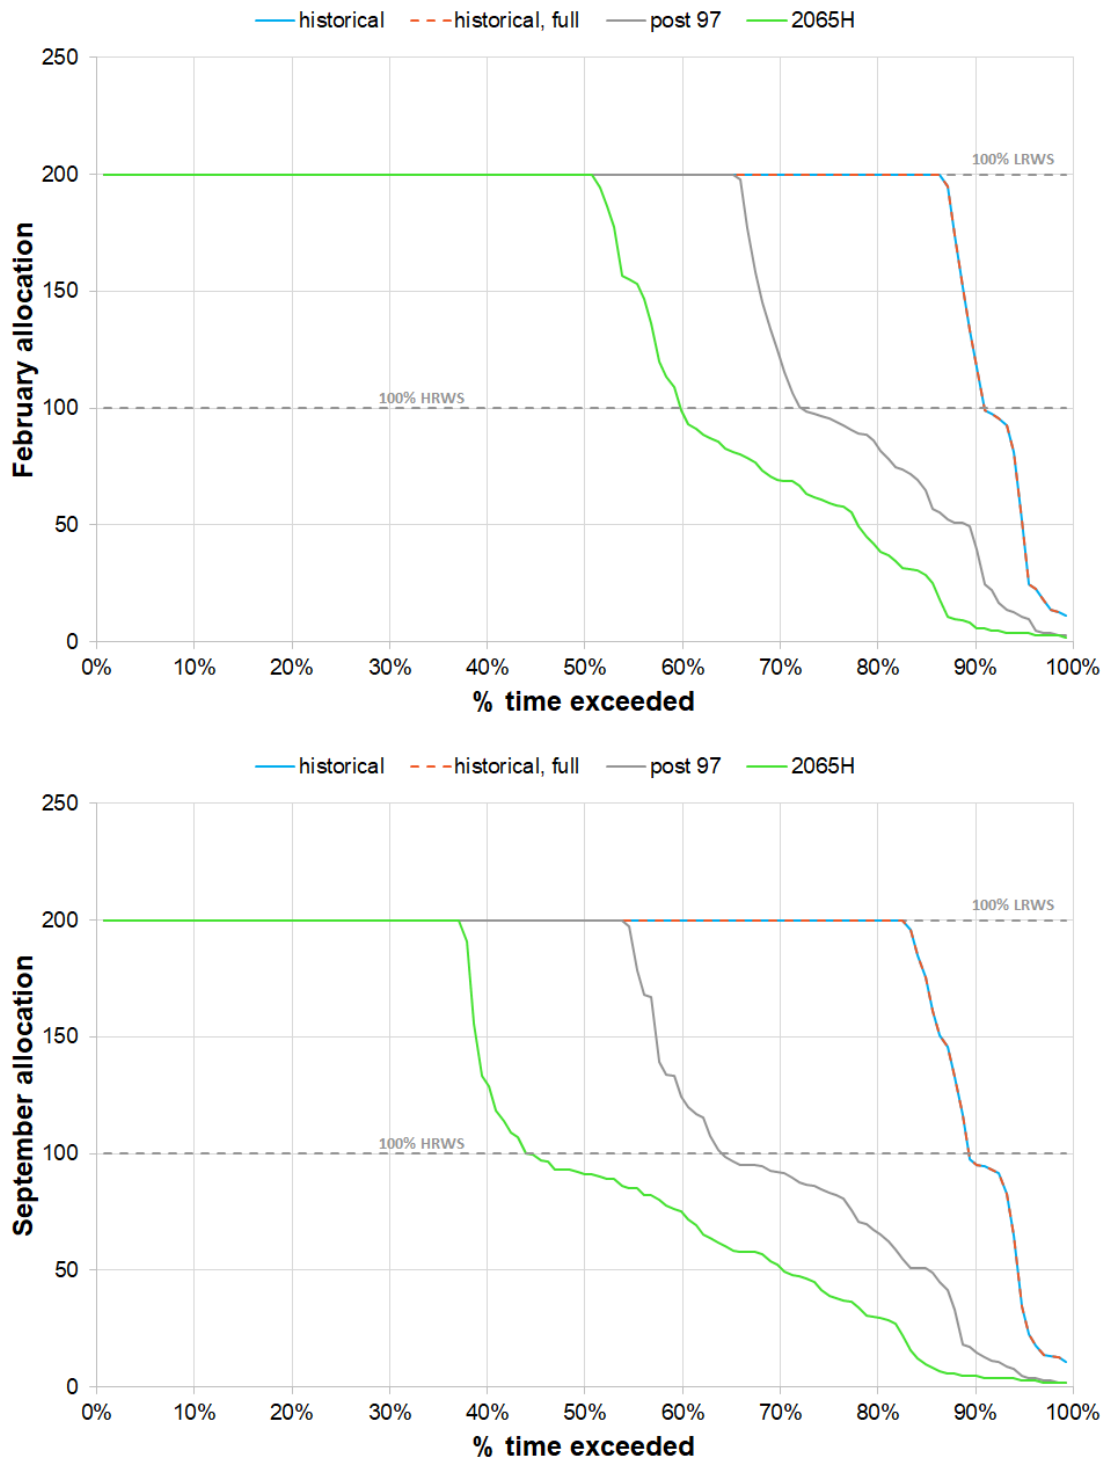 historical historical, full post 97 2065H
250
100% LRWS
200
150
100% HRWS
100
50
0
February allocation
0% 10% 20% 30% 40% 50% 60% 70% 80% 90% 100%
% time exceeded
historical historical, full post 97 2065H
250
100% LRWS
200
150
100% HRWS
100
50
0
September allocation
0% 10% 20% 30% 40% 50% 60% 70% 80% 90% 100%
% time exceeded